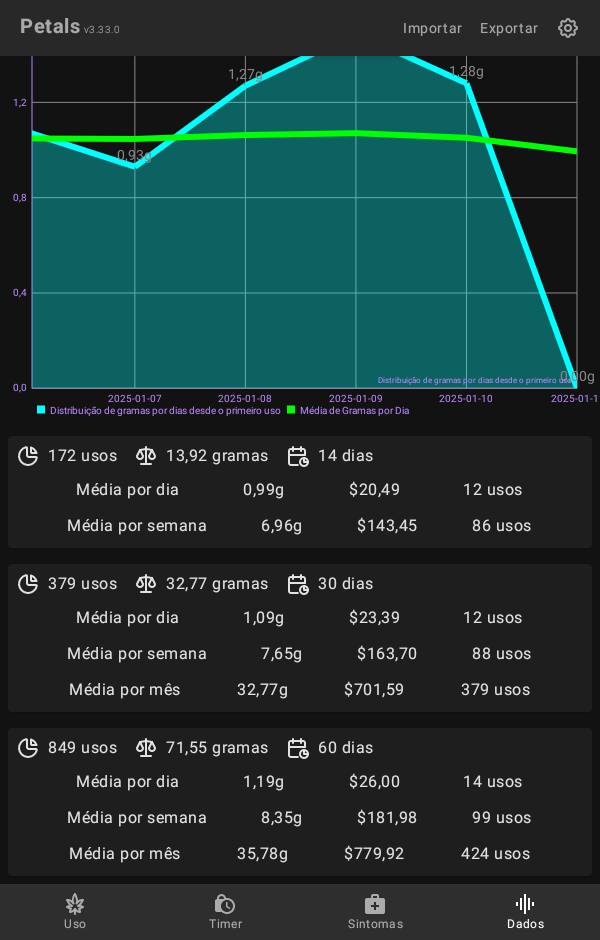 Petals v3.33.0 Importar Exportar
1,27g 1,28g
1,2
0,93g
0,8
0,4
0,00g
Distribuição de gramas por dias desde o primeiro uso
0,0
2025-01-07 2025-01-08 2025-01-09 2025-01-10 2025-01-1
Distribuição de gramas por dias desde o primeiro uso Média de Gramas por Dia
172 usos 13,92 gramas 14 dias
Média por dia 0,99g $20,49 12 usos
Média por semana 6,96g $143,45 86 usos
379 usos 32,77 gramas 30 dias
Média por dia 1,09g $23,39 12 usos
Média por semana 7,65g $163,70 88 usos
Média por mês 32,77g $701,59 379 usos
849 usos 71,55 gramas 60 dias
Média por dia 1,19g $26,00 14 usos
Média por semana 8,35g $181,98 99 usos
Média por mês 35,78g $779,92 424 usos
Uso Timer Sintomas Dados